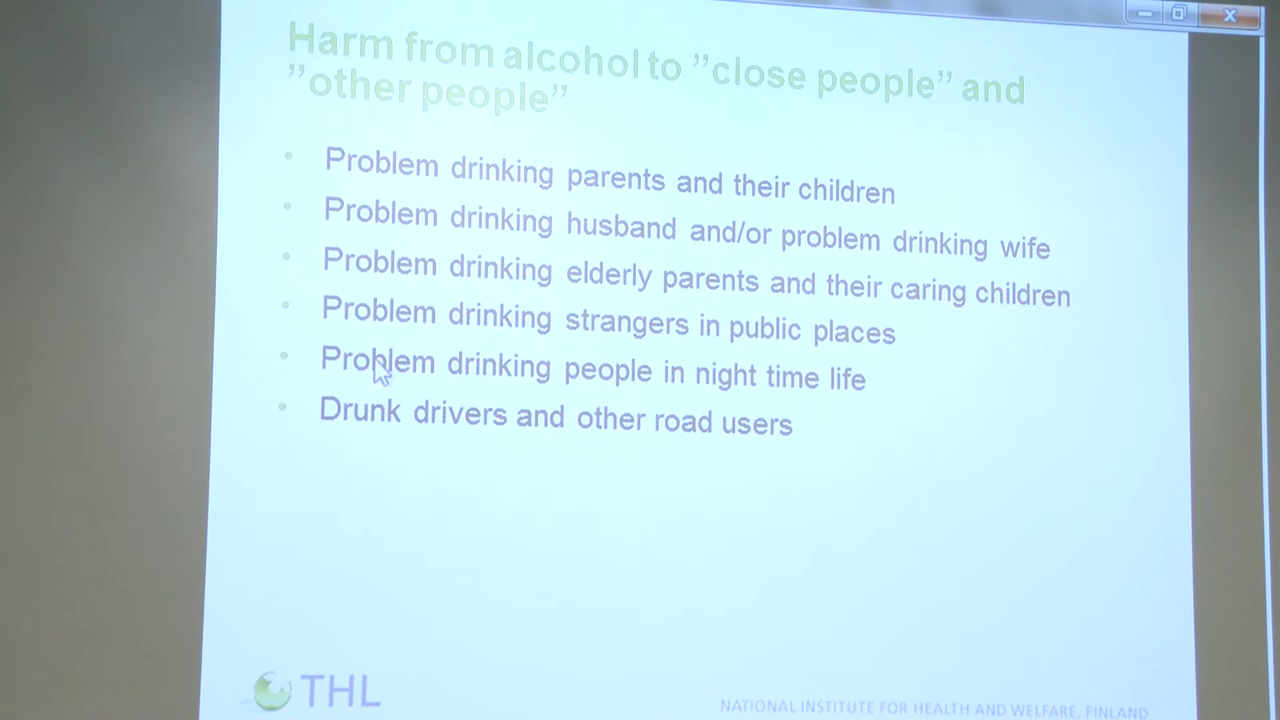 Harm from alcohol to ”close people” and
”other people”
• Problem drinking parents and their children
• Problem drinking husband and/or problem drinking wife
• Problem drinking elderly parents and their caring children
• Problem drinking strangers in public places
• Problem drinking people in night time life
• Drunk drivers and other road users
THL
NATIONAL INSTITUTE FOR HEALTH AND WELFARE, FINLAND